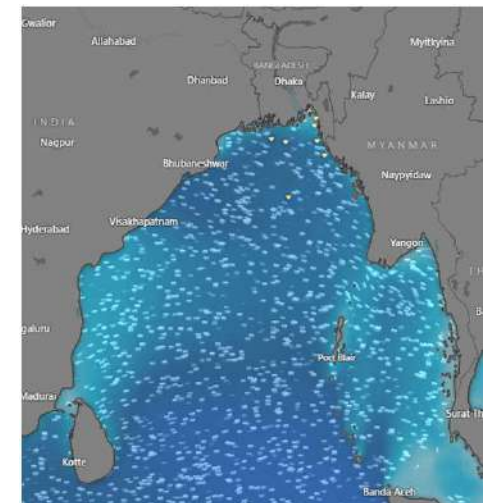 Gwalior
Allahabad
Myitkyina
BANGLADESH
Dhanbad
Dhaka
Kalay
Lashio
INDIA
Nagpur
MYANMAR
Bhubaneshwar
Naypyidaw
Visakhapatnam
Hyderabad
Yangon
galuru
Port Blair
Madurai
Surat Th
Kotte
Banda Aceh